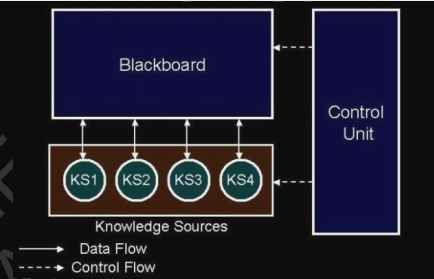 Blackboard
Control
Unit
KS1 KS2 KS3 KS4
Knowledge Sources
Data Flow
Control Flow